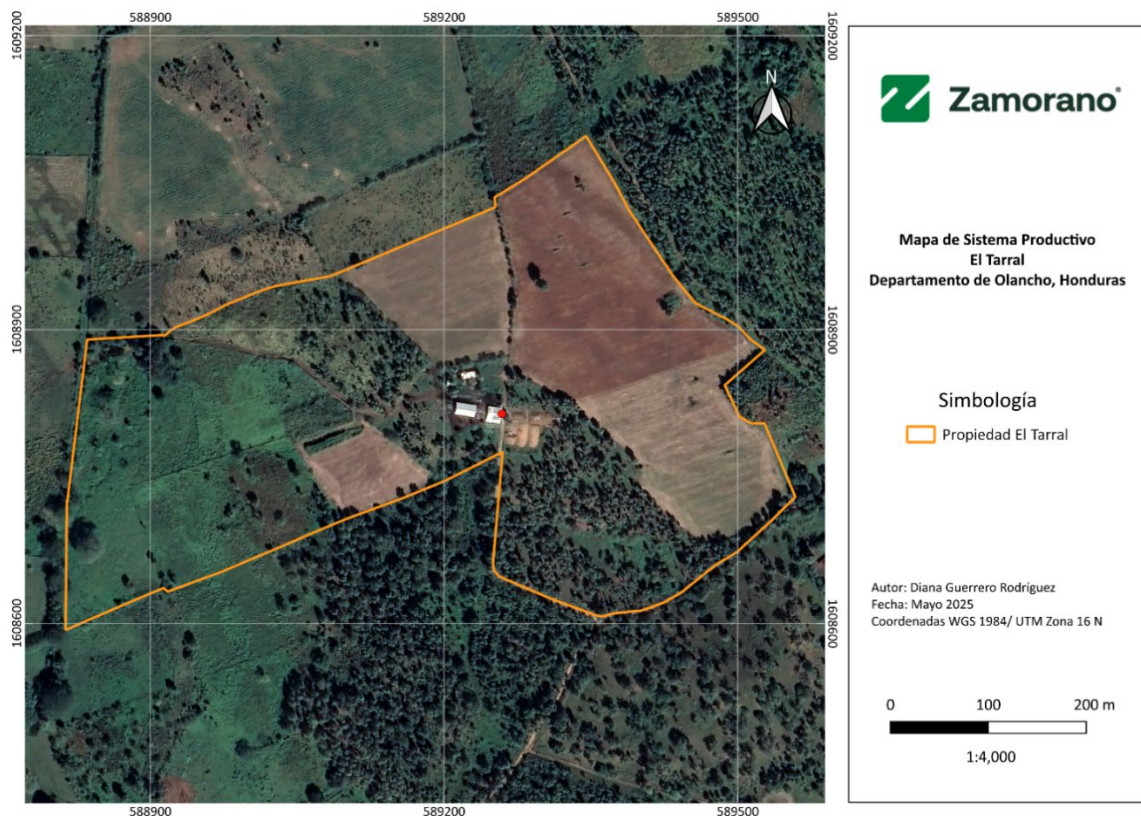 588900 589200 589500
1609200 1609200
N
1608900 1608900
1608600 1608600
588900 589200 589500
Zamorano®
Mapa de Sistema Productivo
El Tarral
Departamento de Olancho, Honduras
Simbología
Propiedad El Tarral
Autor: Diana Guerrero Rodríguez
Fecha: Mayo 2025
Coordenadas WGS 1984/ UTM Zona 16 N
0 100 200 m
1:4,000